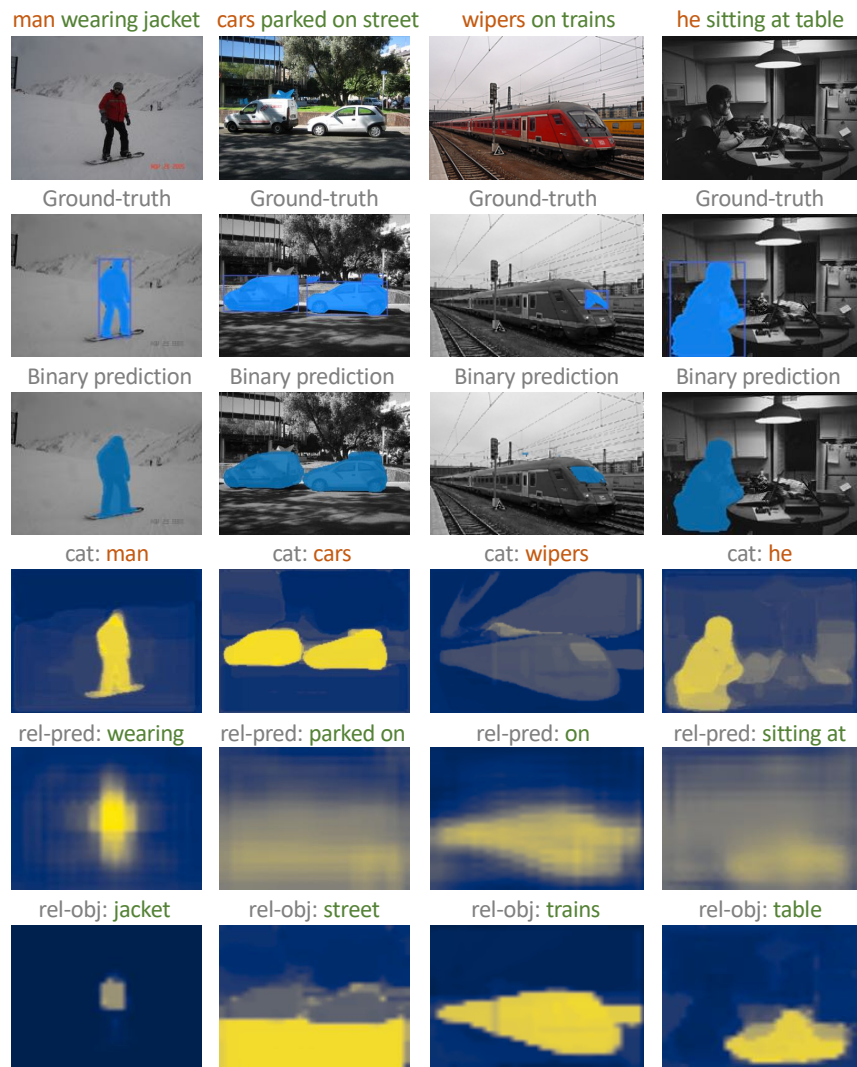 man wearing jacket cars parked on street wipers on trains he sitting at table
Ground-truth Ground-truth Ground-truth Ground-truth
Binary prediction Binary prediction Binary prediction Binary prediction
cat: man cat: cars cat: wipers cat: he
rel-pred: wearing rel-pred: parked on rel-pred: on rel-pred: sitting at
rel-obj: jacket rel-obj: street rel-obj: trains rel-obj: table